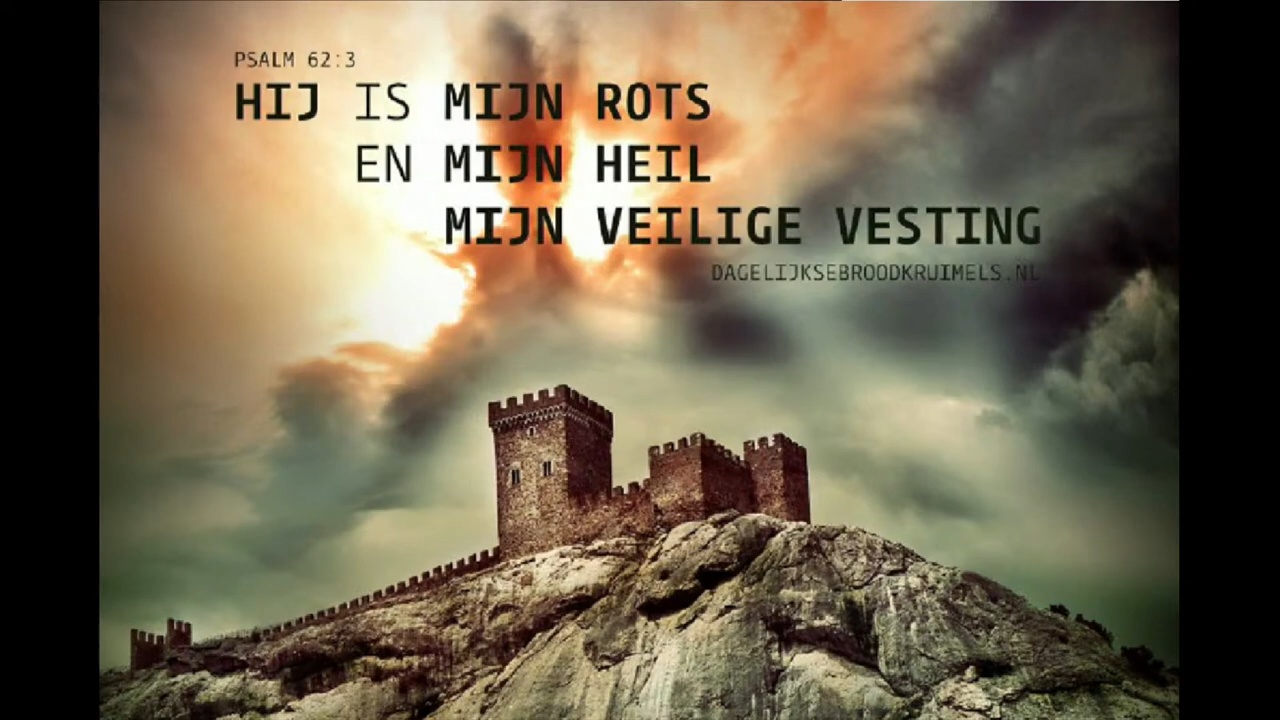 PSALM 62:3
HIJ IS MIJN ROTS
EN MIJN HEIL
MIJN VEILIGE VESTING
DAGELIJKSEBROODKRUIMELS.NL